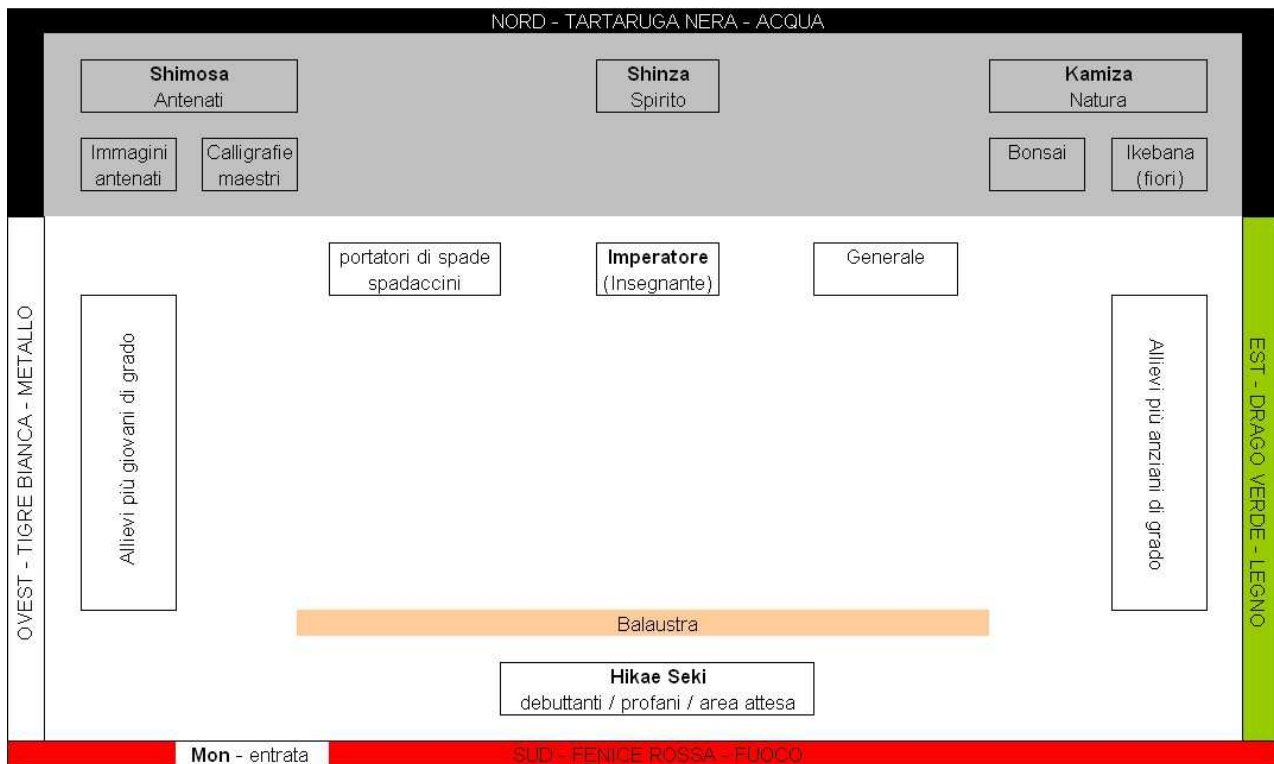 NORD - TARTARUGA NERA - ACQUA
Shimosa
Antenati
Shinza
Spirito
Kamiza
Natura
Immagini
antenati
Calligrafie
maestri
Bonsai
Ikebana
(fiori)
portatori di spade
spadaccini
Imperatore
(Insegnante)
Generale
OVEST - TIGRE BIANCA - METALLO
Allievi più giovani di grado
Allievi più anziani di grado
EST - DRAGO VERDE - LEGNO
Balaustra
Hikae Seki
debuttanti / profani / area attesa
Mon - entrata
SUD - FENICE ROSSA - FUOCO